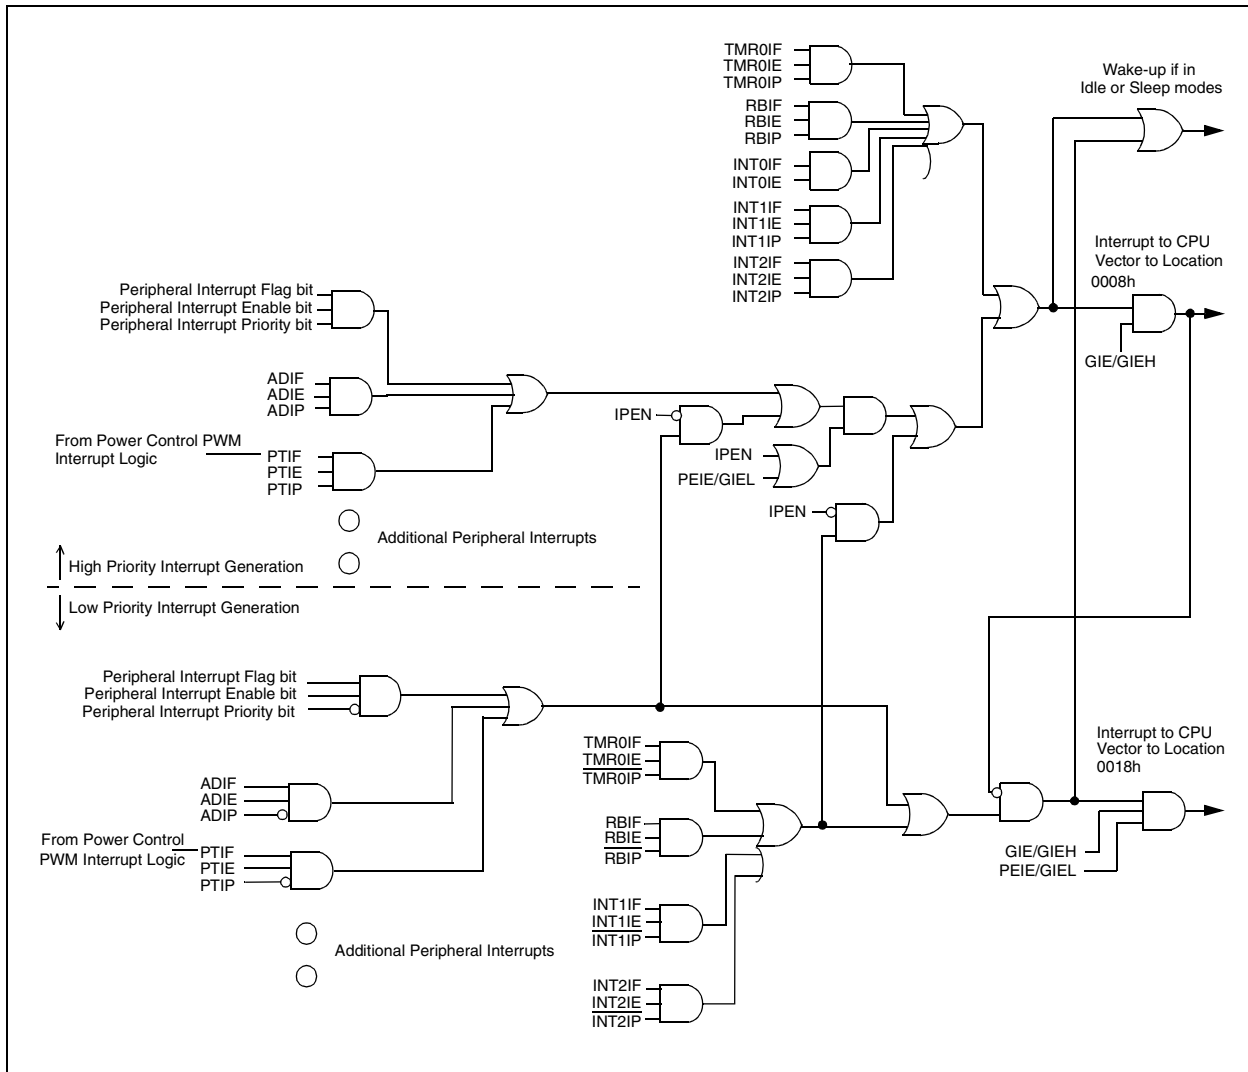 TMR0IF
TMR0IE
TMR0IP
RBIF
RBIE
RBIP
INT0IF
INT0IE
INT1IF
INT1IE
INT1IP
INT2IF
INT2IE
INT2IP
Wake-up if in
Idle or Sleep modes
Interrupt to CPU
Vector to Location
0008h
GIE/GIEH
Peripheral Interrupt Flag bit
Peripheral Interrupt Enable bit
Peripheral Interrupt Priority bit
ADIF
ADIE
ADIP
From Power Control PWM
Interrupt Logic
PTIF
PTIE
PTIP
IPEN
IPEN
PEIE/GIEL
IPEN
Additional Peripheral Interrupts
High Priority Interrupt Generation
Low Priority Interrupt Generation
Peripheral Interrupt Flag bit
Peripheral Interrupt Enable bit
Peripheral Interrupt Priority bit
ADIF
ADIE
ADIP
From Power Control
PWM Interrupt Logic
PTIF
PTIE
PTIP
Additional Peripheral Interrupts
TMR0IF
TMR0IE
TMR0IP
RBIF
RBIE
RBIP
INT1IF
INT1IE
INT1IP
INT2IF
INT2IE
INT2IP
Interrupt to CPU
Vector to Location
0018h
GIE/GIEH
PEIE/GIEL